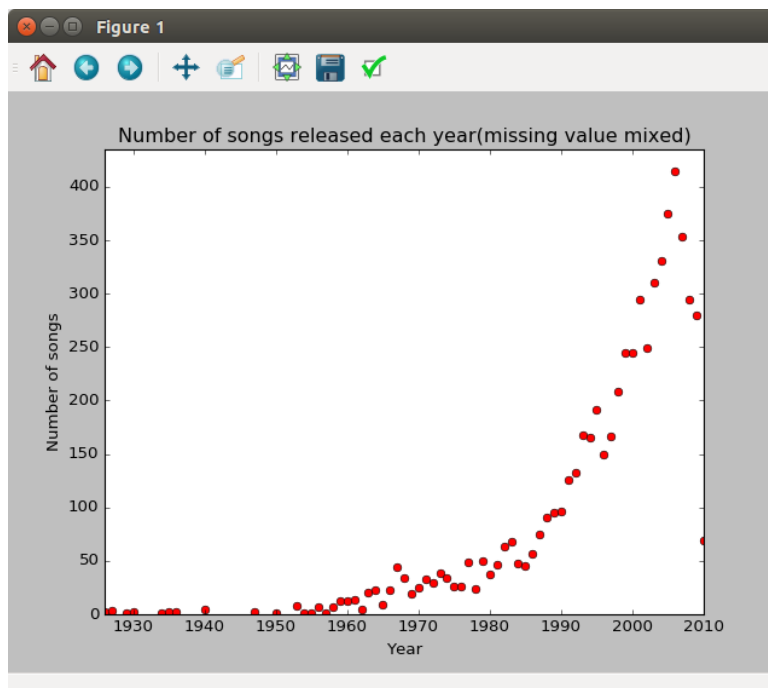 Figure 1
Number of songs released each year(missing value mixed)
400
350
300
250
200
150
100
50
0
Number of songs
1930 1940 1950 1960 1970 1980 1990 2000 2010
Year